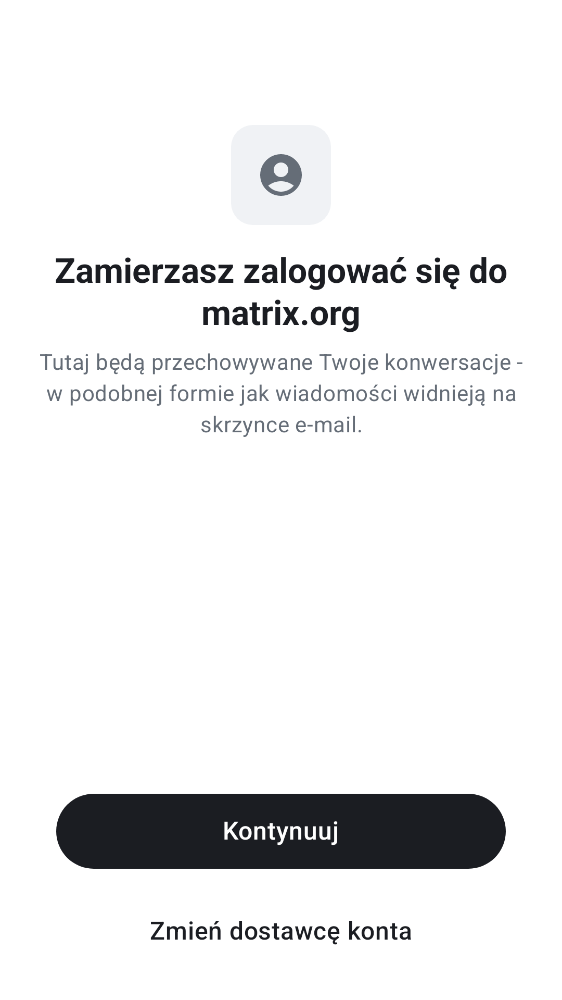 Zamierzasz zalogować się do
matrix.org
Tutaj będą przechowywane Twoje konwersacje -
w podobnej formie jak wiadomości widnieją na
skrzynce e-mail.
Kontynuuj
Zmień dostawcę konta